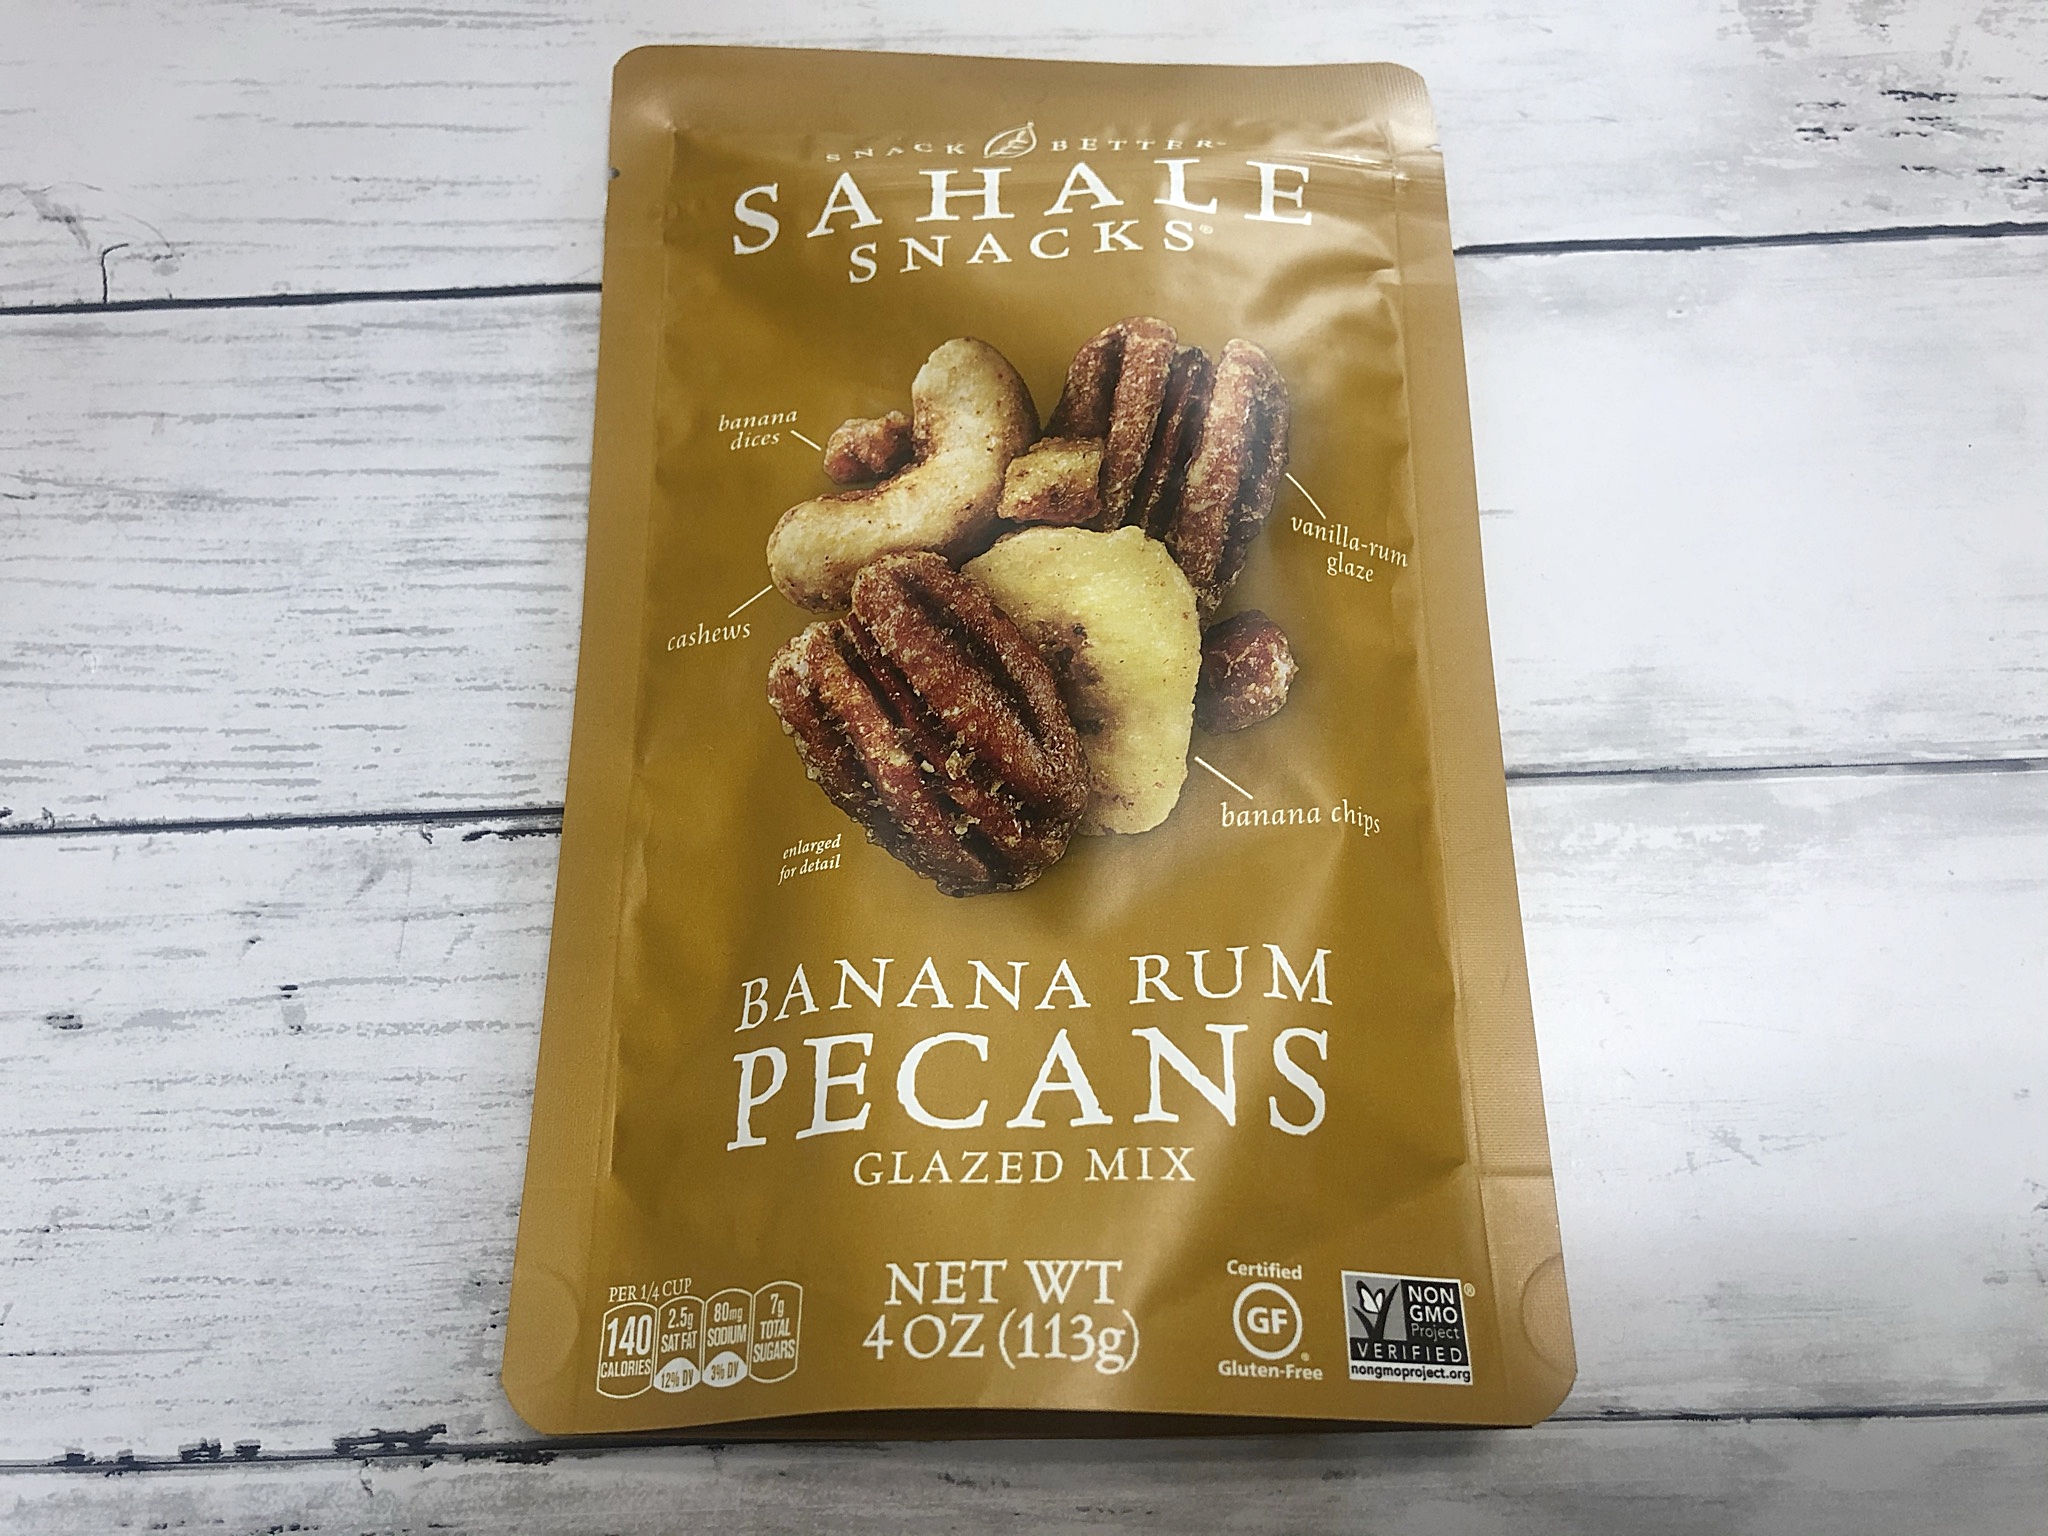 SNACK BETTER™
SAHALE
SNACKS®
banana
dices
vanilla-rum
glaze
cashews
banana chips
enlarged
for detail
BANANA RUM
PECANS
GLAZED MIX
PER 1/4 CUP
140
CALORIES
2.5g
SAT FAT
12% DV
80mg
SODIUM
3% DV
7g
TOTAL
SUGARS
NET WT
4 OZ (113g)
Certified
GF®
Gluten-Free
NON
GMO
Project
VERIFIED
®
nongmoproject.org